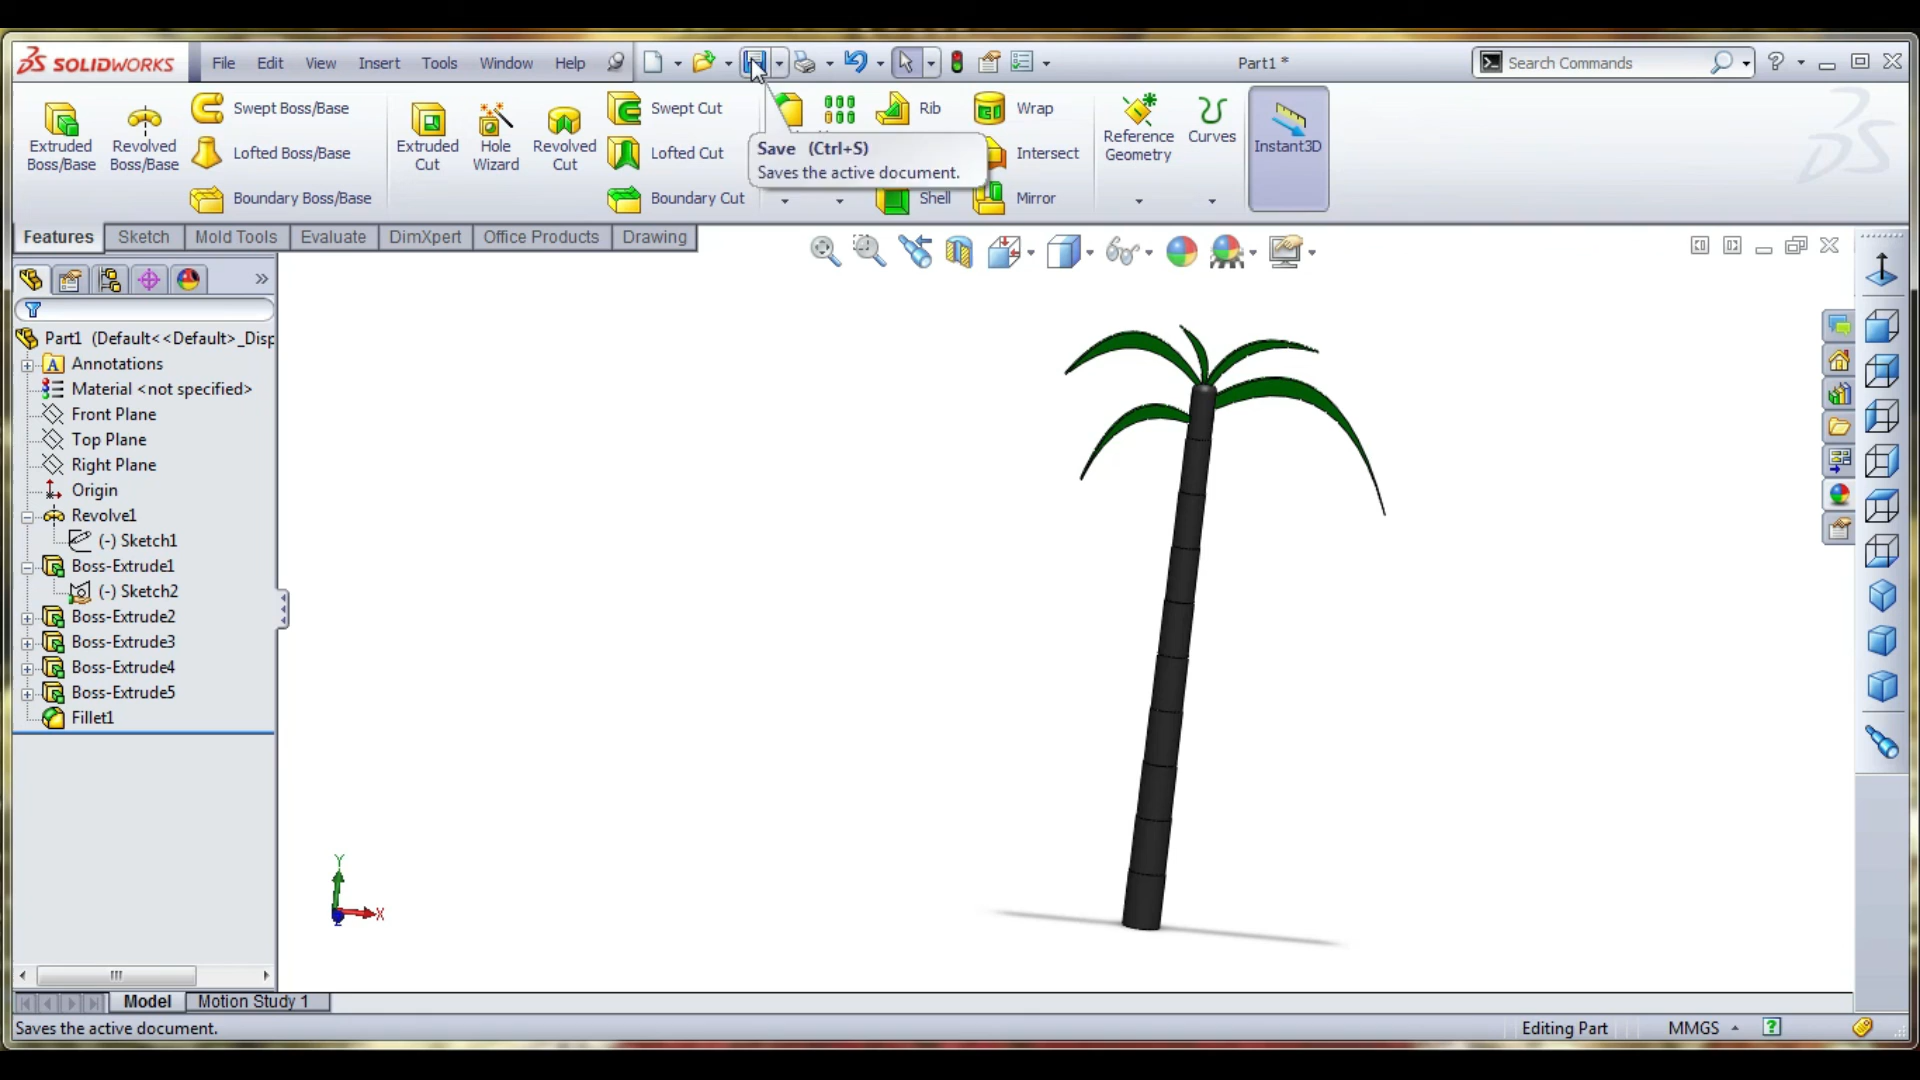 SOLIDWORKS File Edit View Insert Tools Window Help Part1 * Search Commands
Extruded Boss/Base
Revolved Boss/Base
Swept Boss/Base
Lofted Boss/Base
Boundary Boss/Base
Extruded Cut
Hole Wizard
Revolved Cut
Swept Cut
Lofted Cut
Boundary Cut
Rib
Shell
Wrap
Intersect
Mirror
Reference Geometry
Curves
Instant3D
Save (Ctrl+S)
Saves the active document.
Features Sketch Mold Tools Evaluate DimXpert Office Products Drawing
Part1 (Default<<Default>_Disp
Annotations
Material <not specified>
Front Plane
Top Plane
Right Plane
Origin
Revolve1
(-) Sketch1
Boss-Extrude1
(-) Sketch2
Boss-Extrude2
Boss-Extrude3
Boss-Extrude4
Boss-Extrude5
Fillet1
Y
X
Z
Model Motion Study 1
Saves the active document. Editing Part MMGS